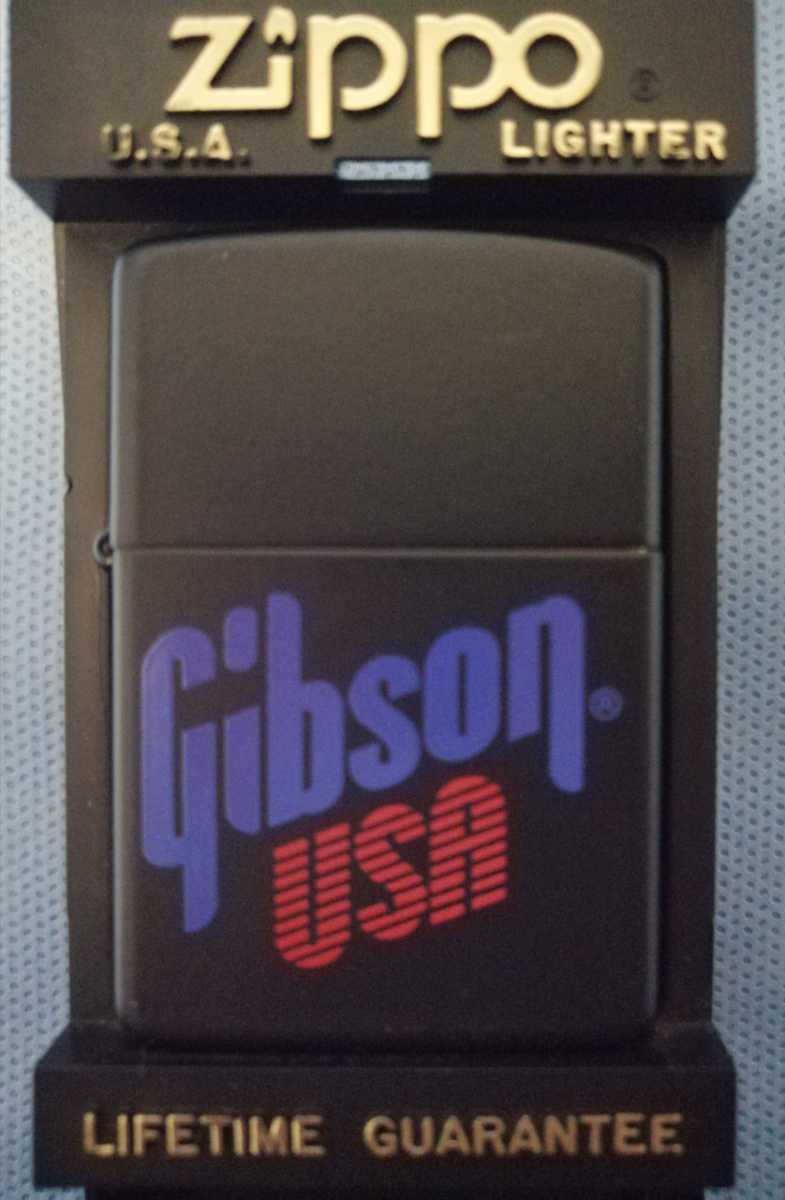 Zippo ®
U.S.A. LIGHTER
Gibson ®
USA
LIFETIME GUARANTEE